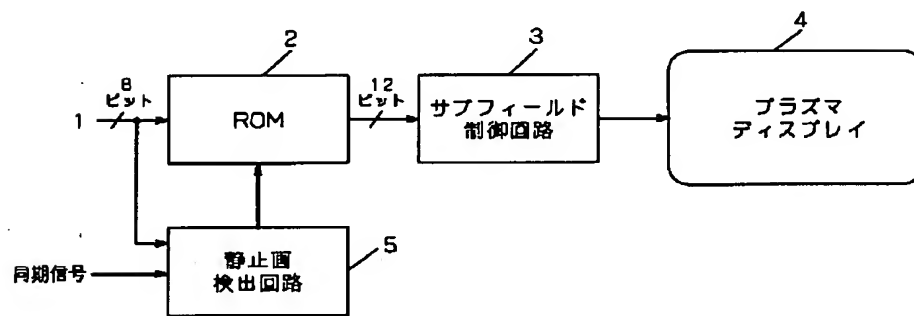 2
3
4
8
ビット
12
ビット
1
ROM
サブフィールド
制御回路
プラズマ
ディスプレイ
静止画
検出回路
5
同期信号